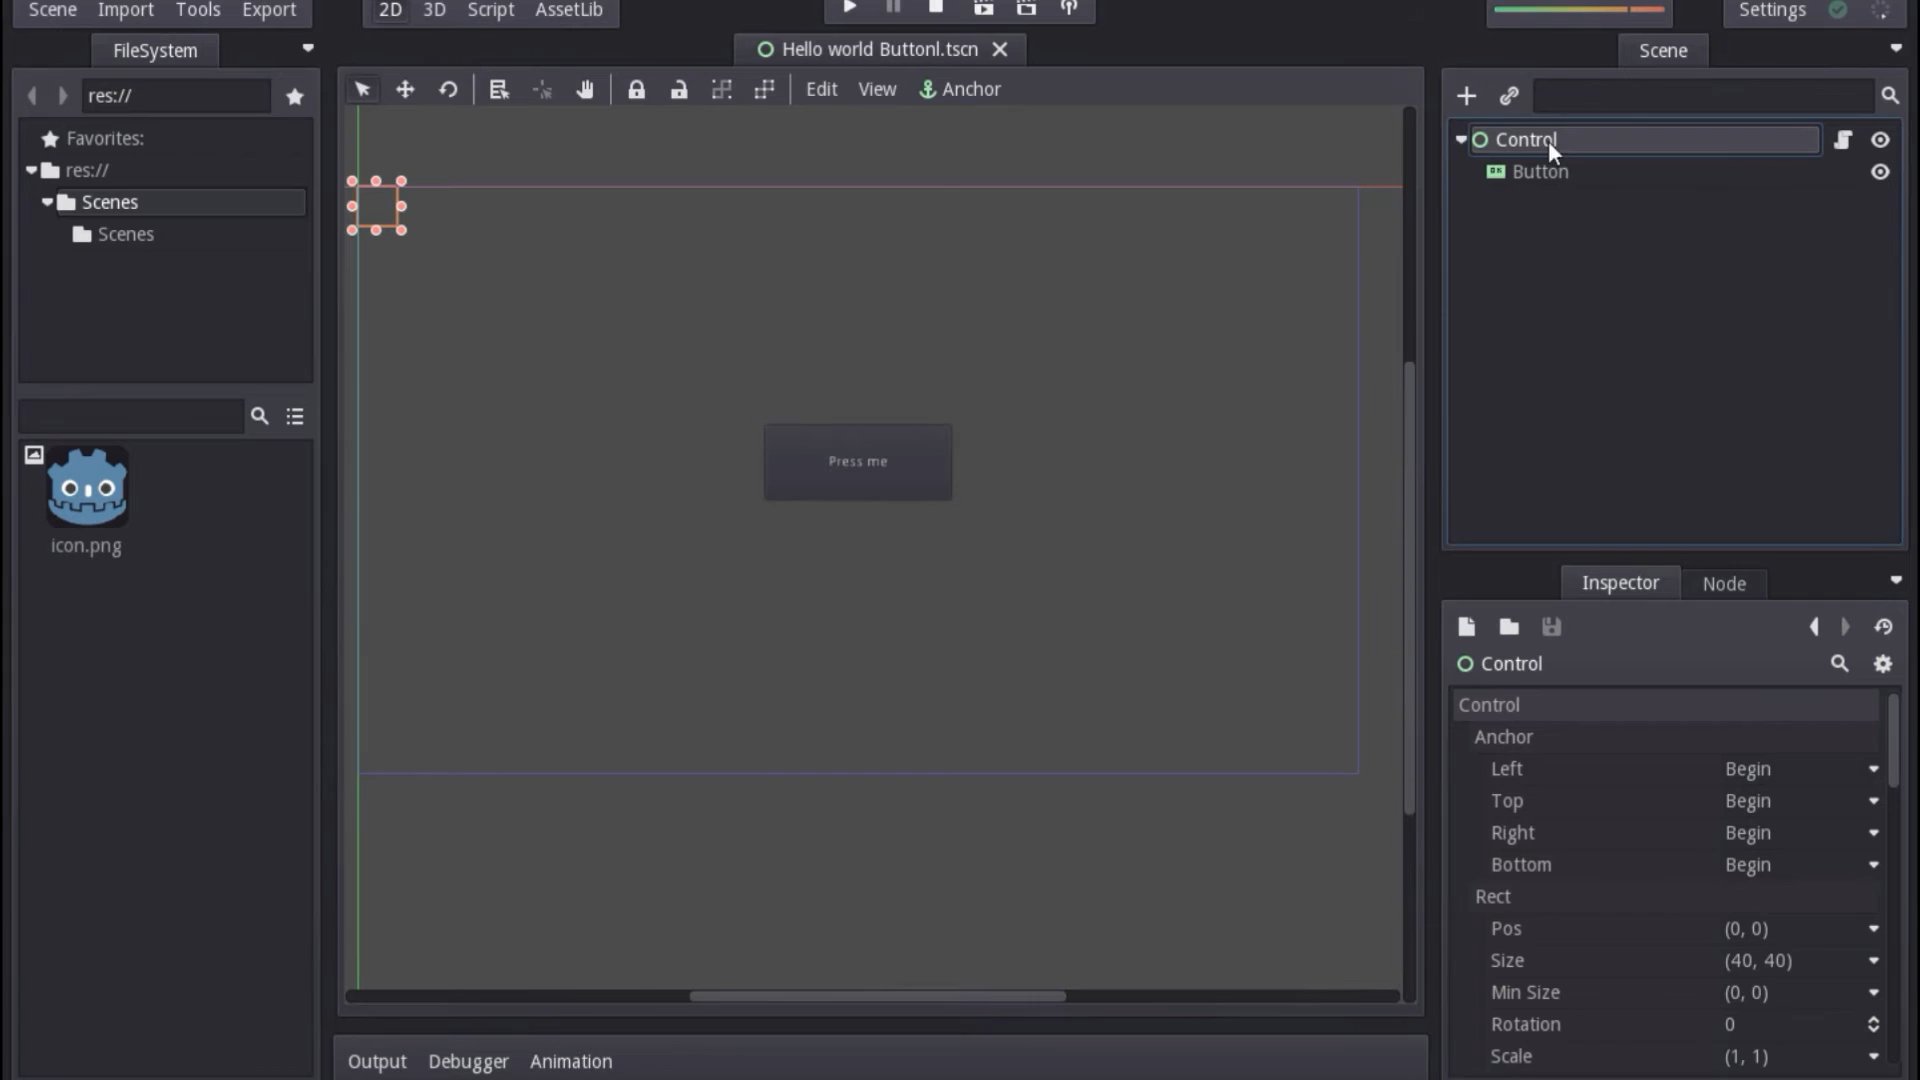 Scene Import Tools Export
2D 3D Script AssetLib
Settings
FileSystem
res://
Favorites:
res://
Scenes
Scenes
icon.png
Hello world Buttonl.tscn
Edit View Anchor
Press me
Output Debugger Animation
Scene
Control
Button
Inspector Node
Control
Control
Anchor
Left Begin
Top Begin
Right Begin
Bottom Begin
Rect
Pos (0, 0)
Size (40, 40)
Min Size (0, 0)
Rotation 0
Scale (1, 1)